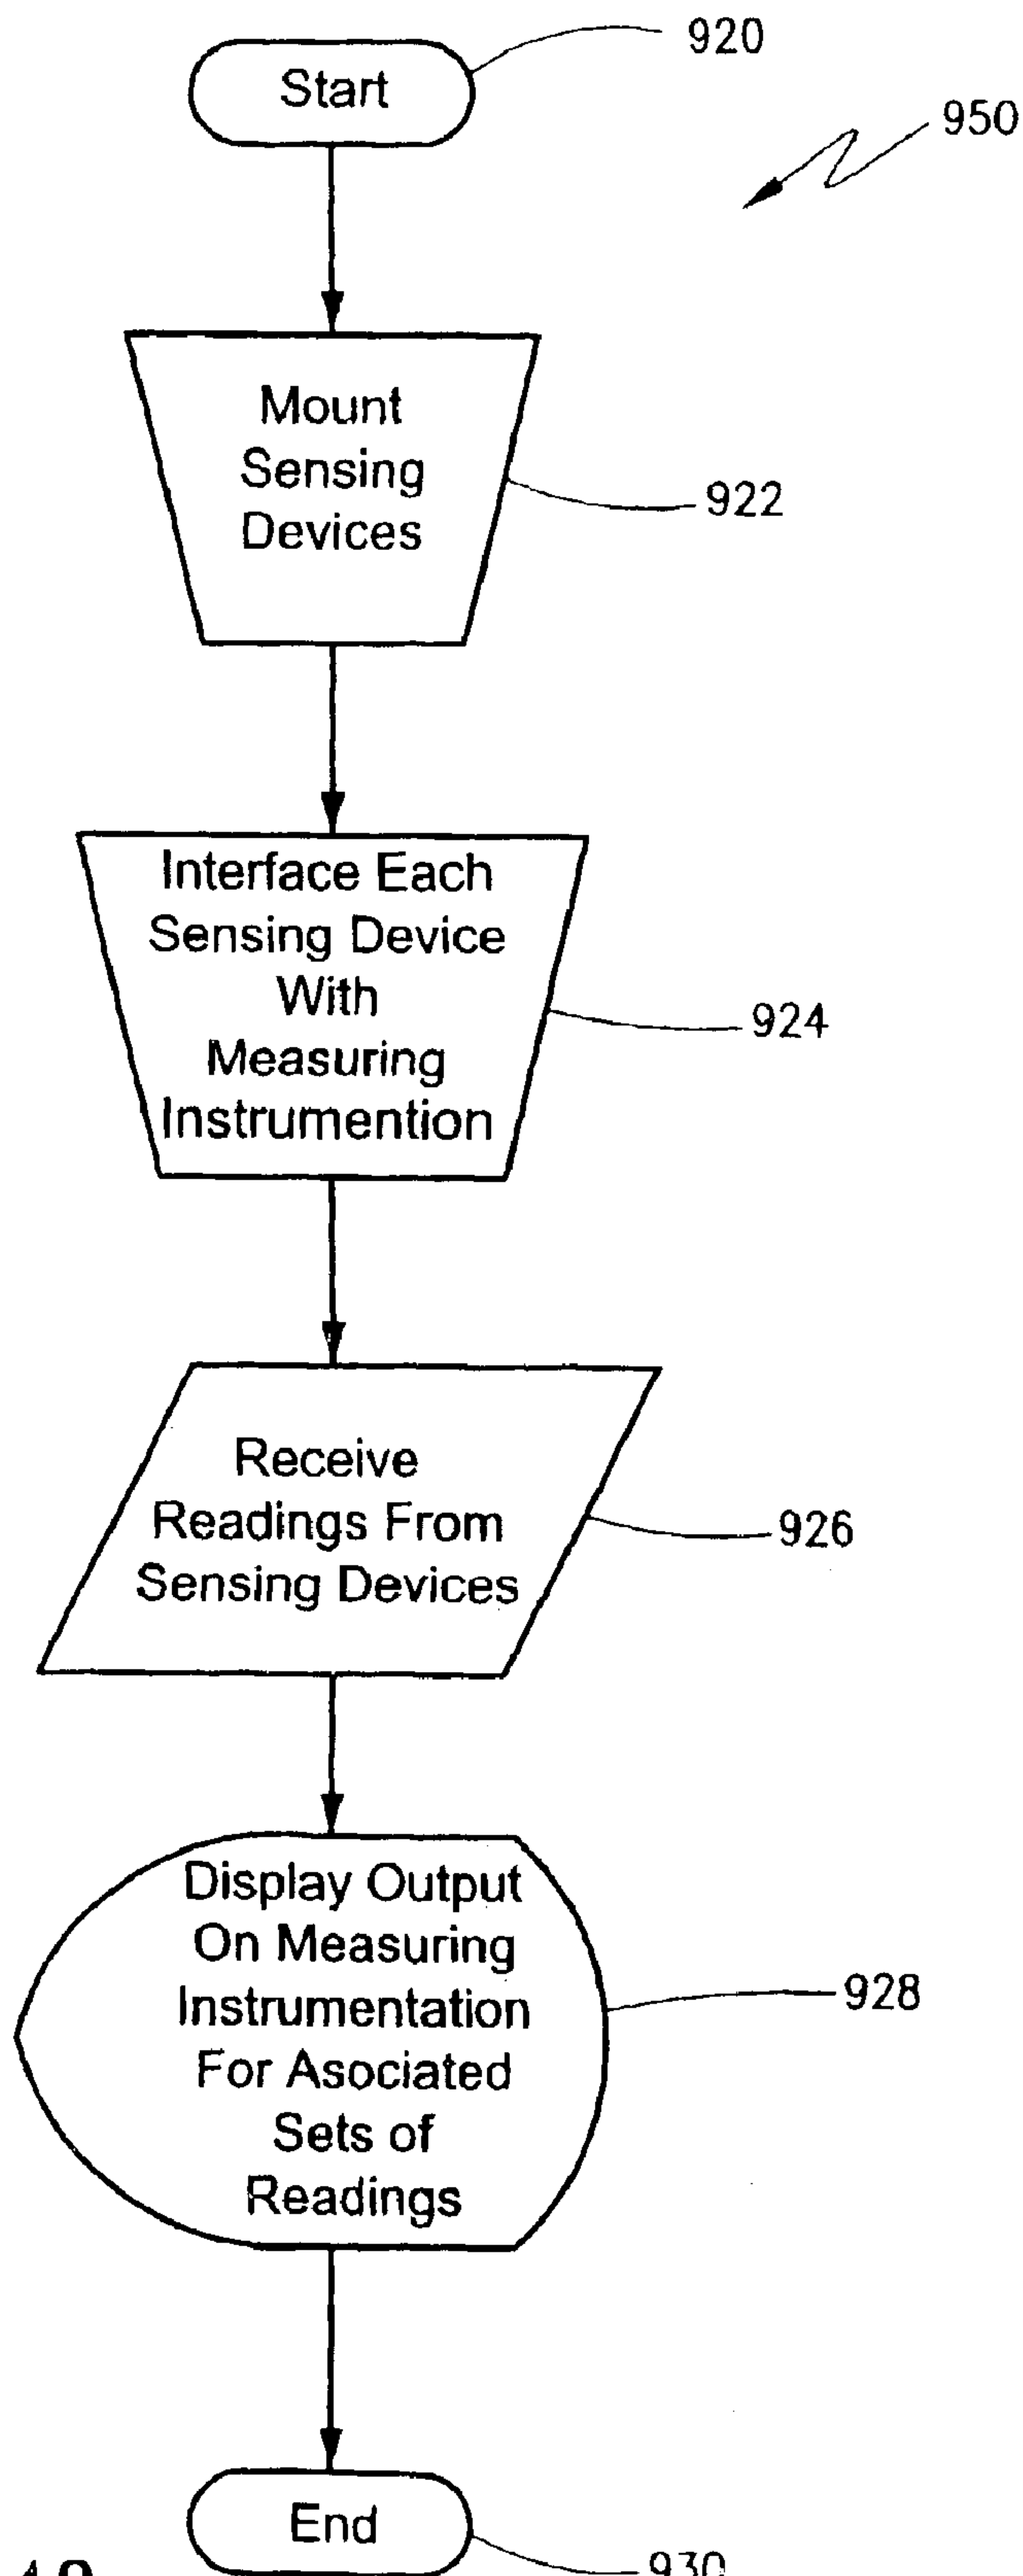 Start
920
950
Mount
Sensing
Devices
922
Interface Each
Sensing Device
With
Measuring
Instrumention
924
Receive
Readings From
Sensing Devices
926
Display Output
On Measuring
Instrumentation
For Asociated
Sets of
Readings
928
End
930